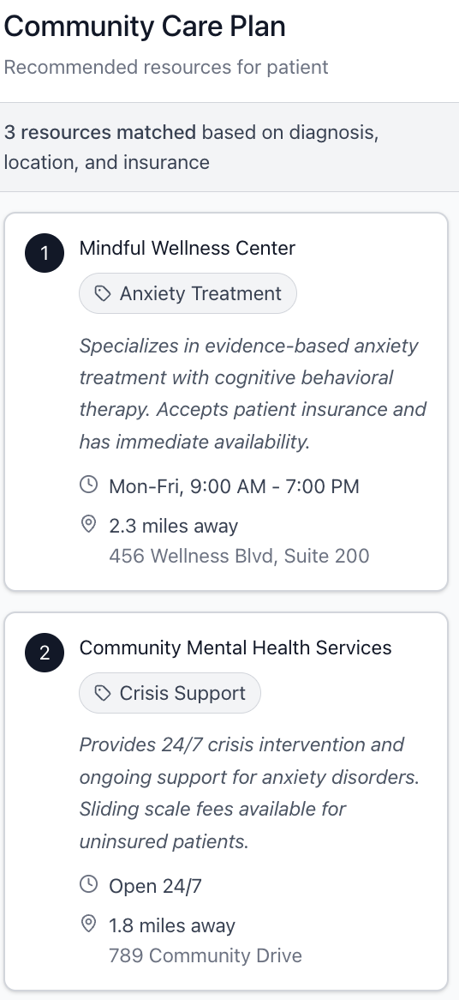 Community Care Plan
Recommended resources for patient
3 resources matched based on diagnosis,
location, and insurance
1
Mindful Wellness Center
Anxiety Treatment
Specializes in evidence-based anxiety
treatment with cognitive behavioral
therapy. Accepts patient insurance and
has immediate availability.
Mon-Fri, 9:00 AM - 7:00 PM
2.3 miles away
456 Wellness Blvd, Suite 200
2
Community Mental Health Services
Crisis Support
Provides 24/7 crisis intervention and
ongoing support for anxiety disorders.
Sliding scale fees available for
uninsured patients.
Open 24/7
1.8 miles away
789 Community Drive